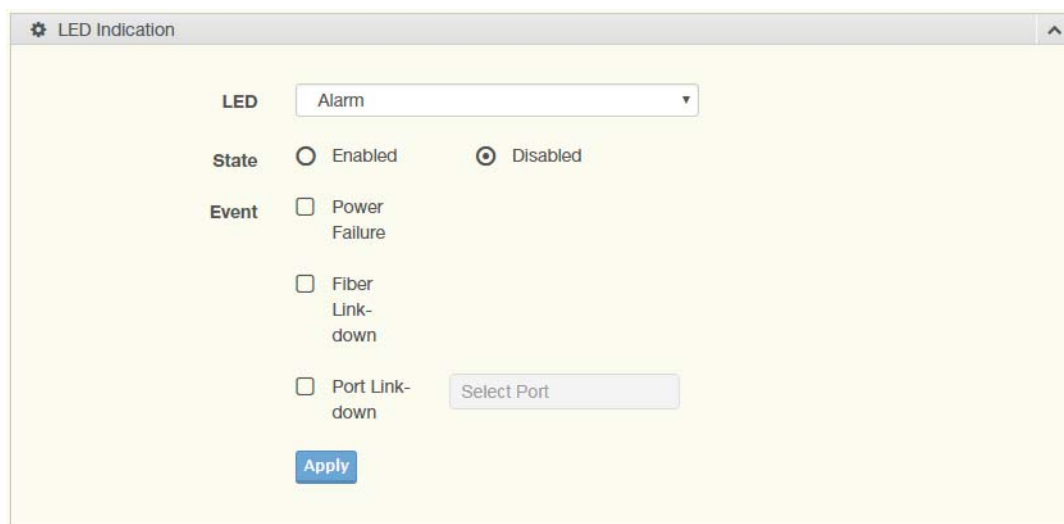 LED Indication
LED Alarm
State Enabled Disabled
Event Power
Failure
Fiber
Link-
down
Port Link- Select Port
down
Apply